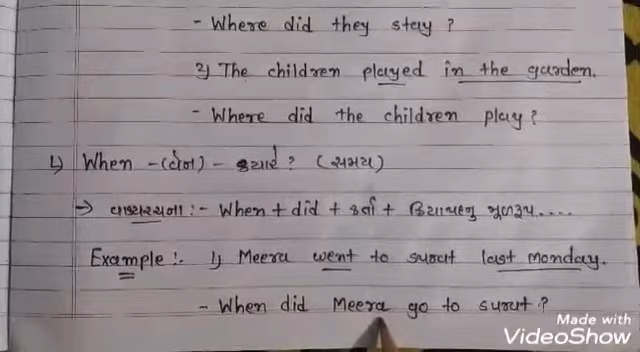 - Where did they stay ?
2) The children played in the garden.
- Where did the children play?
4) When - (વેન) - ક્યારે ? (સમય)
→ વાક્યરચના :- When + did + કર્તા + ક્રિયાપદનુ મૂળરૂપ....
Example :- 1) Meera went to surat last monday.
- When did Meera go to surat ?
Made with
VideoShow